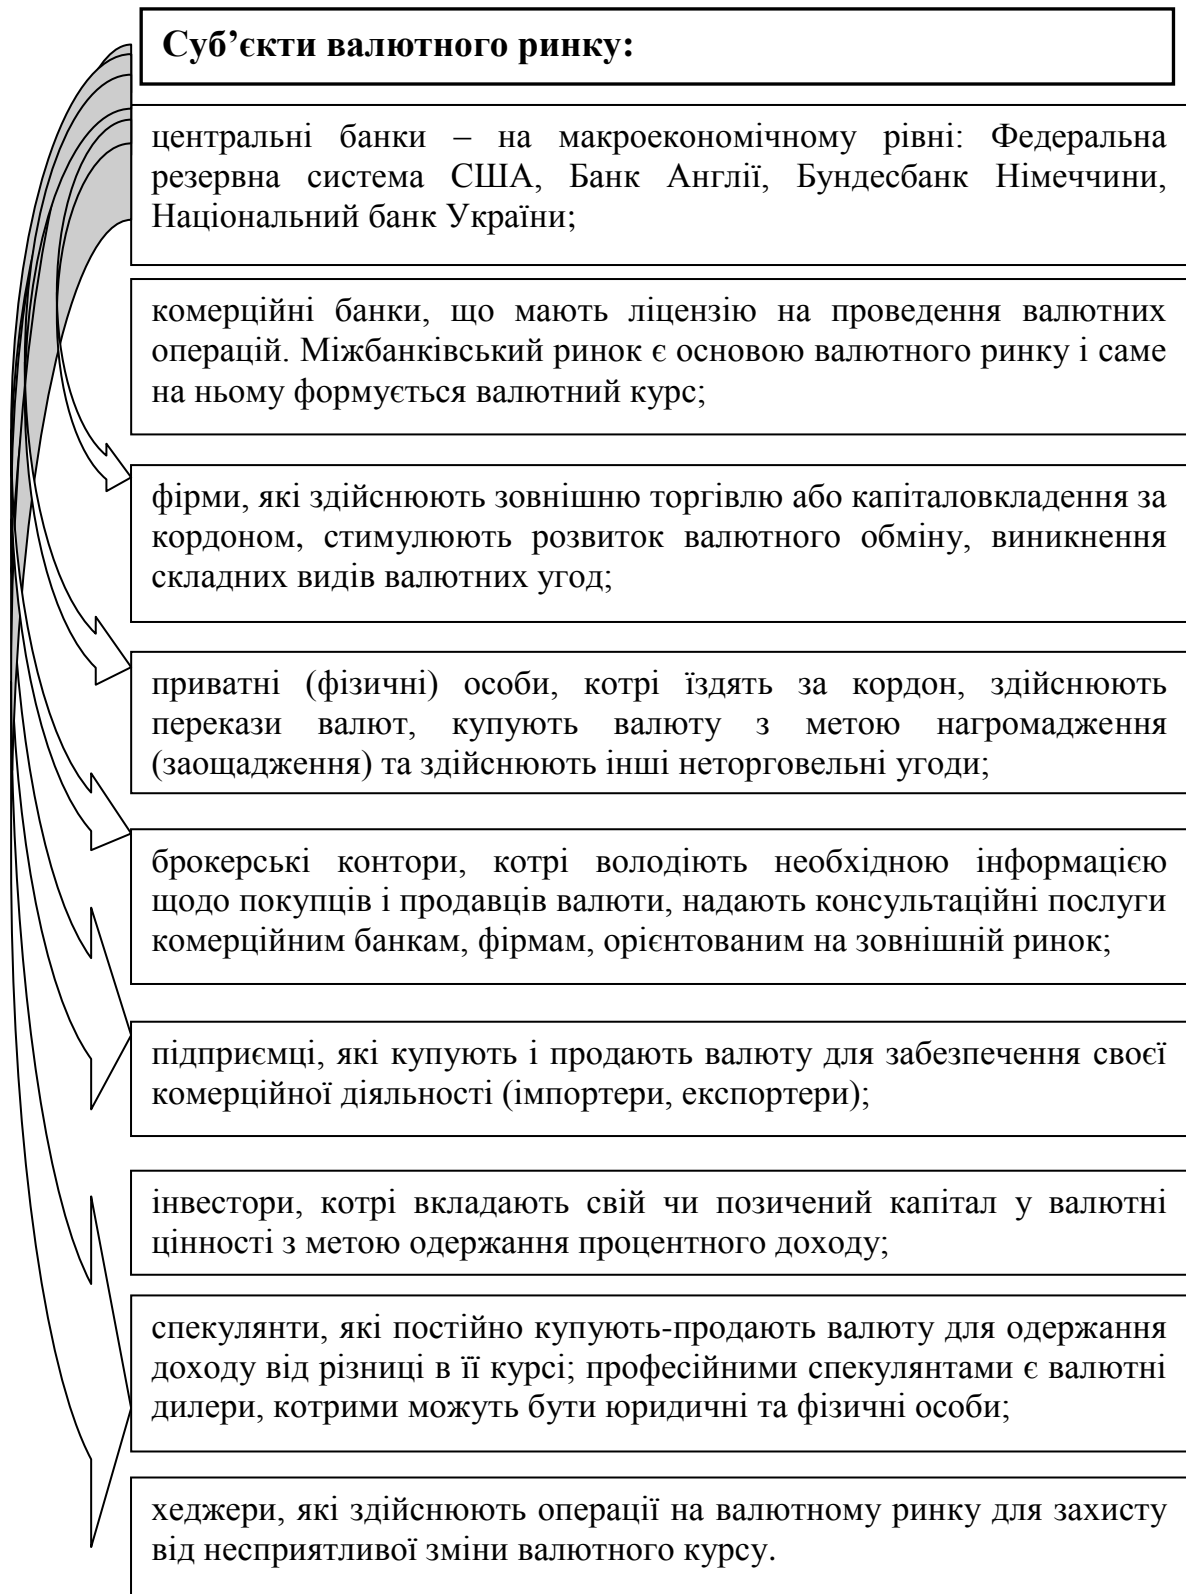 Суб’єкти валютного ринку:
центральні банки – на макроекономічному рівні: Федеральна
резервна система США, Банк Англії, Бундесбанк Німеччини,
Національний банк України;
комерційні банки, що мають ліцензію на проведення валютних
операцій. Міжбанківський ринок є основою валютного ринку і саме
на ньому формується валютний курс;
фірми, які здійснюють зовнішню торгівлю або капіталовкладення за
кордоном, стимулюють розвиток валютного обміну, виникнення
складних видів валютних угод;
приватні (фізичні) особи, котрі їздять за кордон, здійснюють
перекази валют, купують валюту з метою нагромадження
(заощадження) та здійснюють інші неторговельні угоди;
брокерські контори, котрі володіють необхідною інформацією
щодо покупців і продавців валюти, надають консультаційні послуги
комерційним банкам, фірмам, орієнтованим на зовнішній ринок;
підприємці, які купують і продають валюту для забезпечення своєї
комерційної діяльності (імпортери, експортери);
інвестори, котрі вкладають свій чи позичений капітал у валютні
цінності з метою одержання процентного доходу;
спекулянти, які постійно купують-продають валюту для одержання
доходу від різниці в її курсі; професійними спекулянтами є валютні
дилери, котрими можуть бути юридичні та фізичні особи;
хеджери, які здійснюють операції на валютному ринку для захисту
від несприятливої зміни валютного курсу.